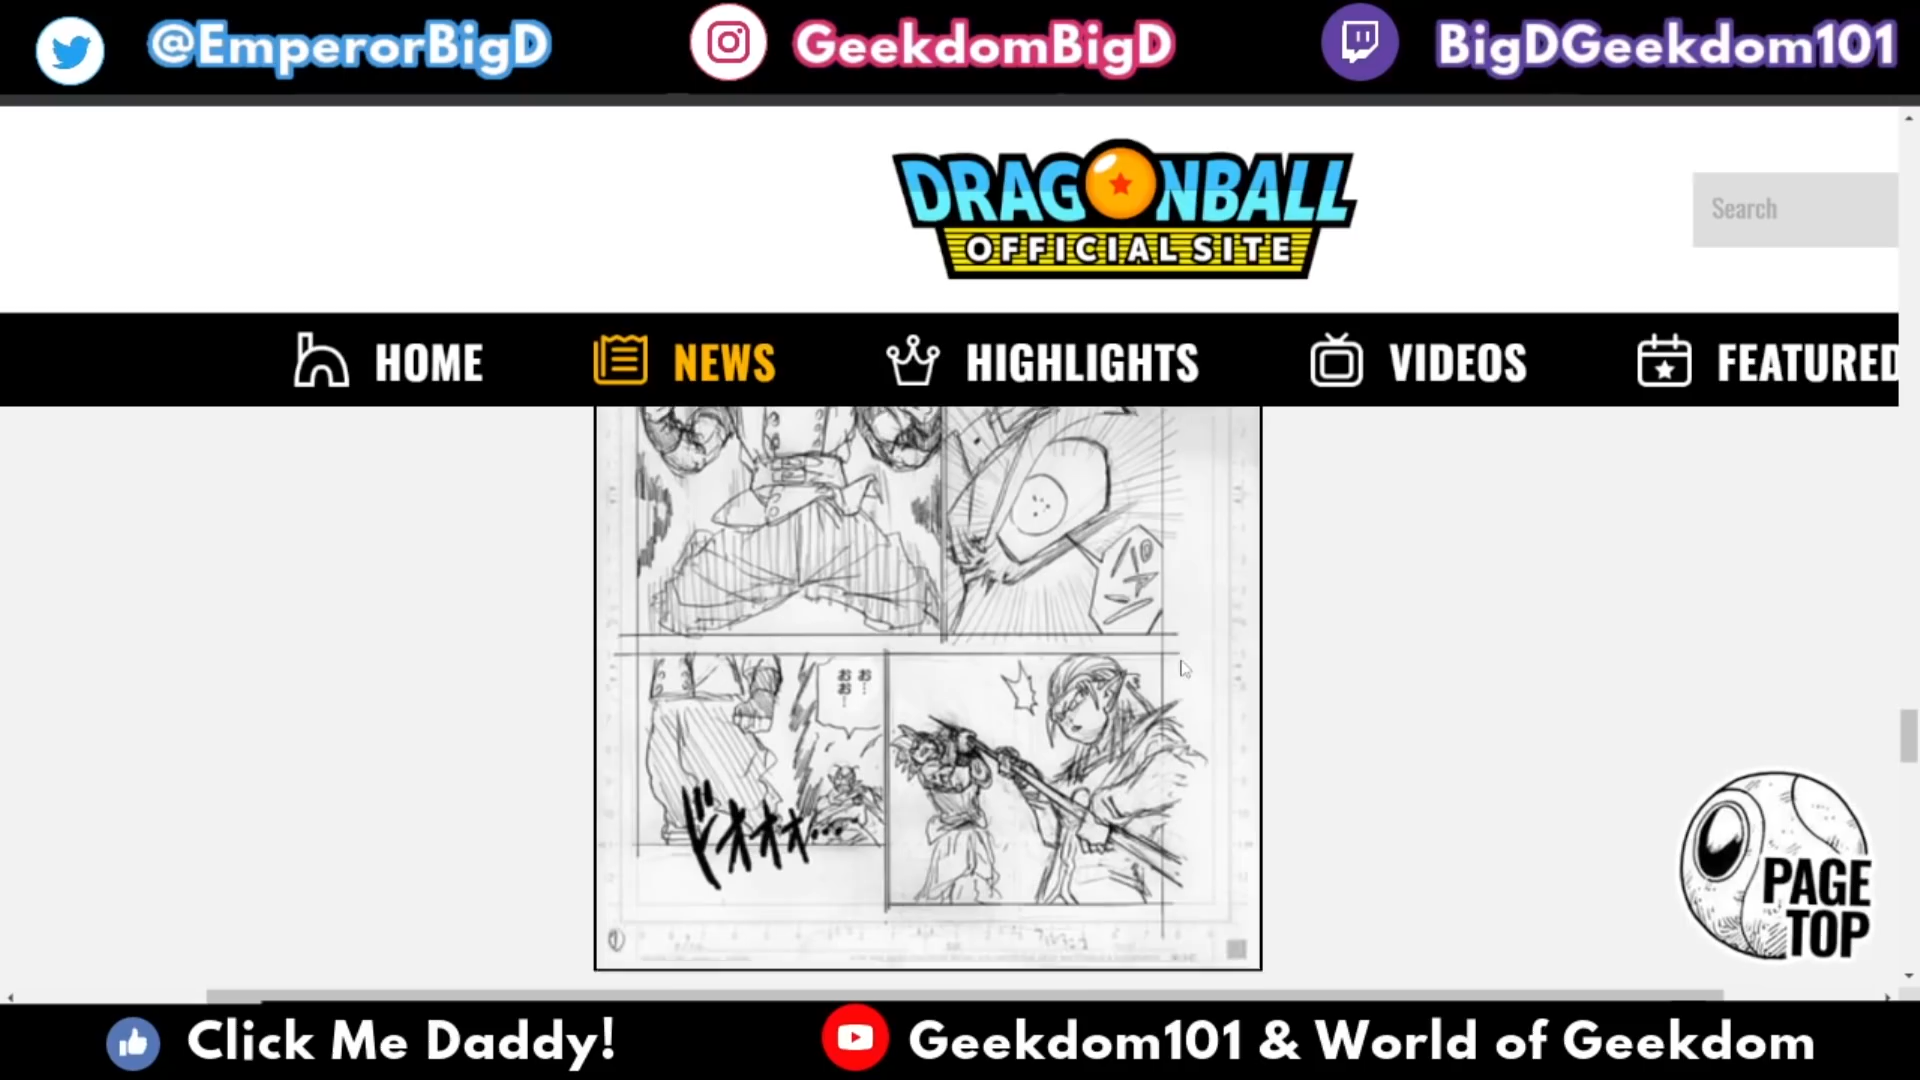 @EmperorBigD
GeekdomBigD
BigDGeekdom101
DRAGONBALL
OFFICIAL SITE
Search
HOME
NEWS
HIGHLIGHTS
VIDEOS
FEATURED
お…
おお…
ドオオオ…
PAGE
TOP
Click Me Daddy!
Geekdom101 & World of Geekdom